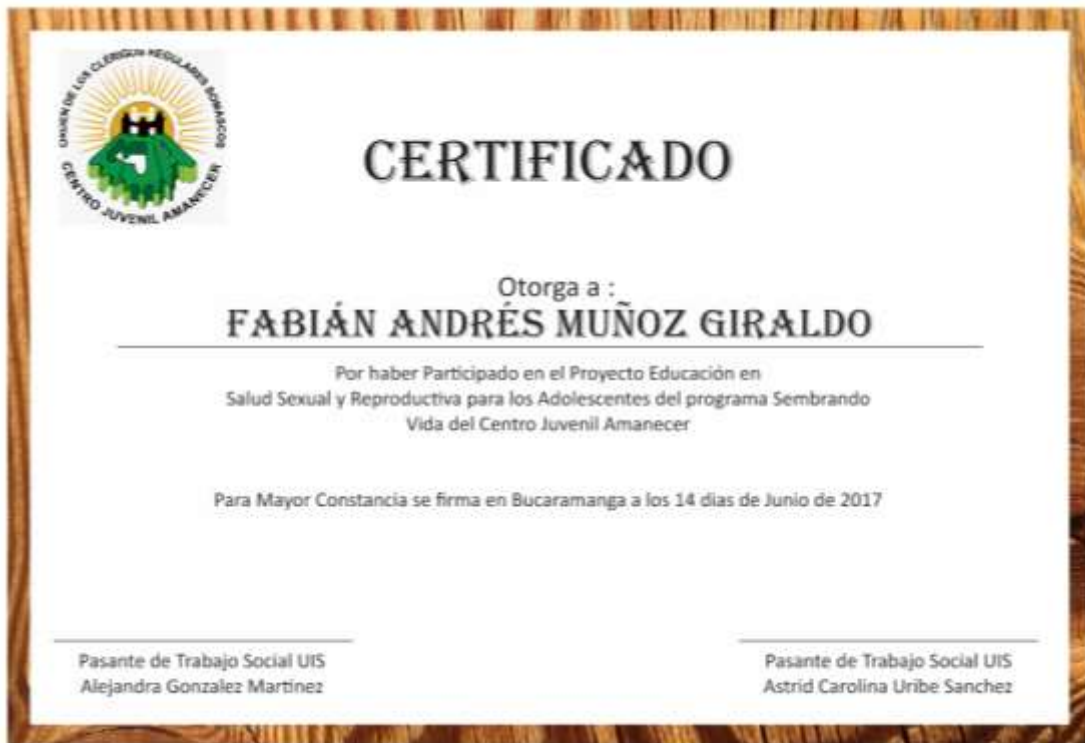 ORDEN DE LOS CLERIGON REGULARES SOMASCOS
CENTRO JUVENIL AMANECER
CERTIFICADO
Otorga a :
FABIÁN ANDRÉS MUÑOZ GIRALDO
Por haber Participado en el Proyecto Educación en
Salud Sexual y Reproductiva para los Adolescentes del programa Sembrando
Vida del Centro Juvenil Amanecer
Para Mayor Constancia se firma en Bucaramanga a los 14 dias de Junio de 2017
Pasante de Trabajo Social UIS
Alejandra Gonzalez Martinez
Pasante de Trabajo Social UIS
Astrid Carolina Uribe Sanchez